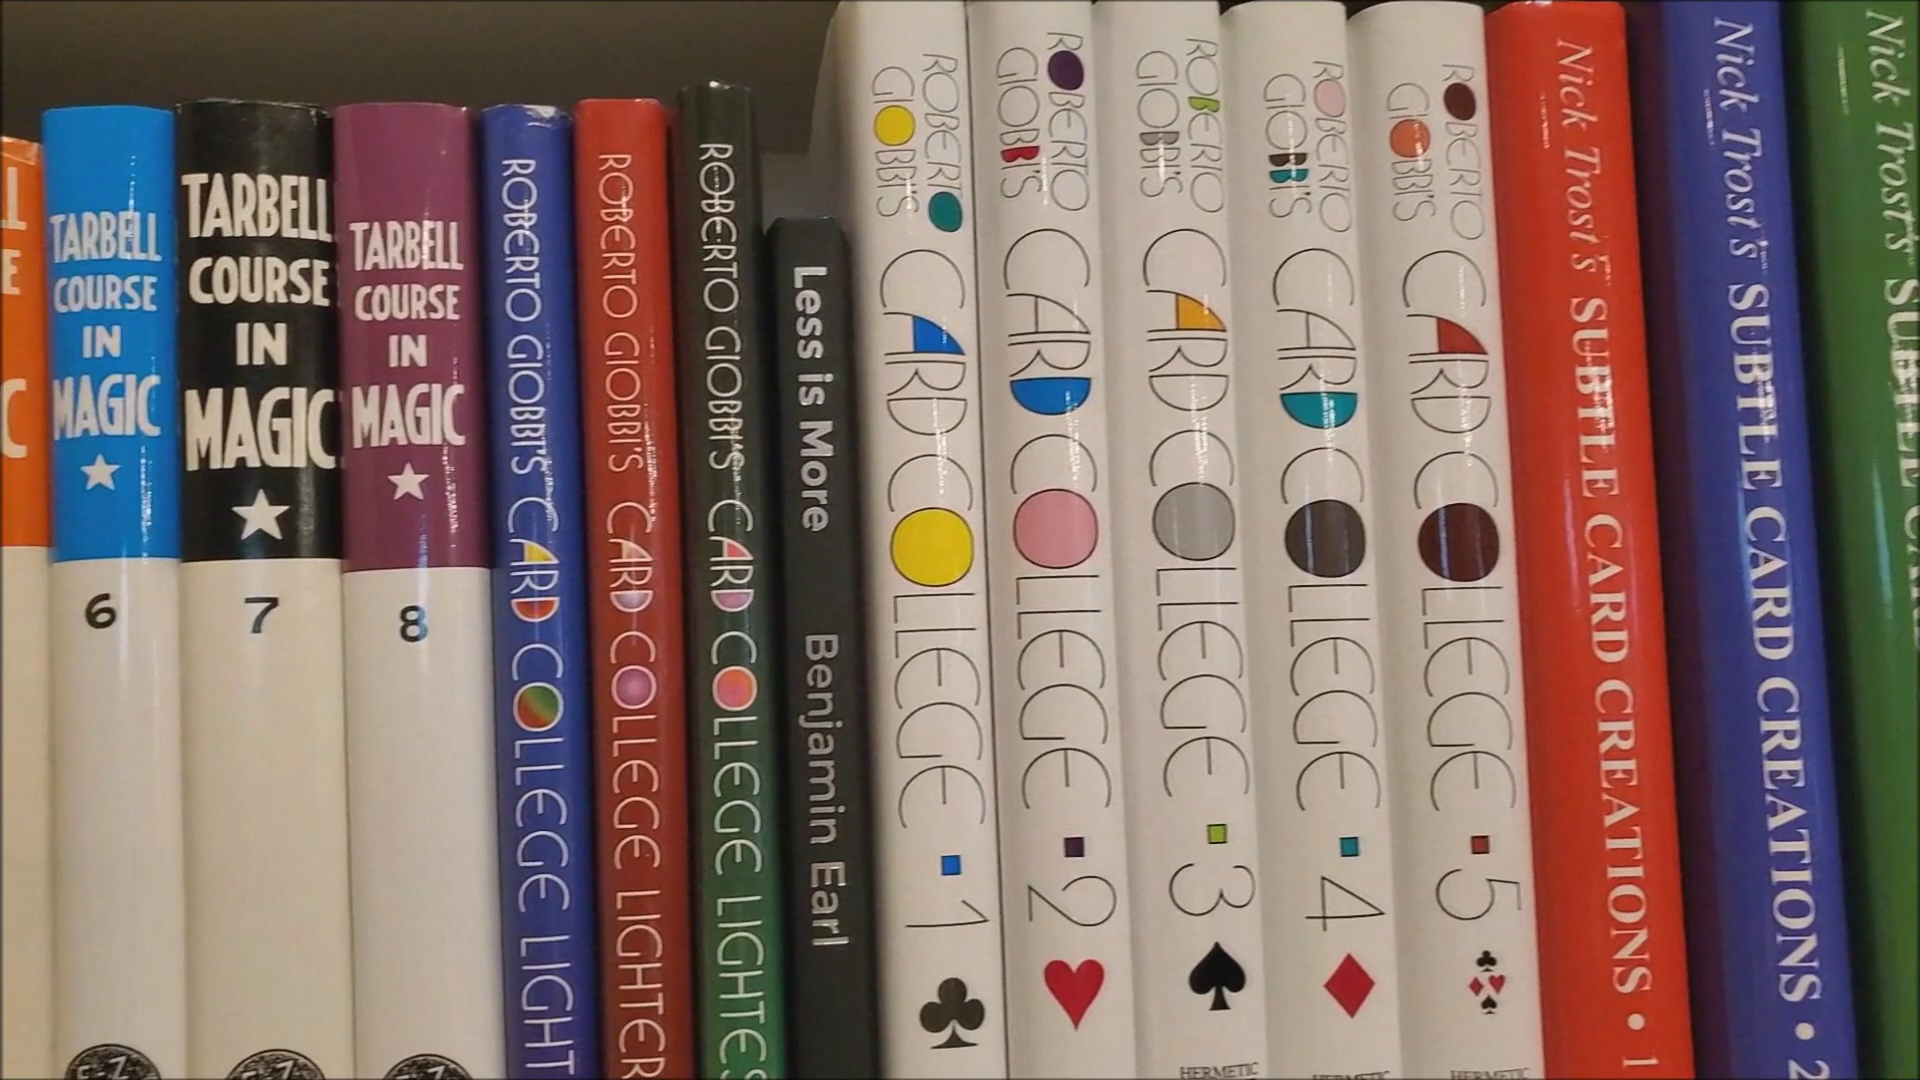 TARBELL
COURSE
IN
MAGIC
6
TARBELL
COURSE
IN
MAGIC
7
TARBELL
COURSE
IN
MAGIC
8
ROBERTO GIOBBI'S CARD COLLEGE LIGHT
ROBERTO GIOBBI'S CARD COLLEGE LIGHTER
ROBERTO GIOBBI'S CARD COLLEGE LIGHTES
Less is More Benjamin Earl
ROBERTO
GIOBBI'S
CARD COLLEGE 1
ROBERTO
GIOBBI'S
CARD COLLEGE 2
ROBERTO
GIOBBI'S
CARD COLLEGE 3
HERMETIC
ROBERTO
GIOBBI'S
CARD COLLEGE 4
HERMETIC
ROBERTO
GIOBBI'S
CARD COLLEGE 5
HERMETIC
Nick Trost's SUBTLE CARD CREATIONS • 1
Nick Trost's SUBTLE CARD CREATIONS • 2
Nick Trost's SUBTLE